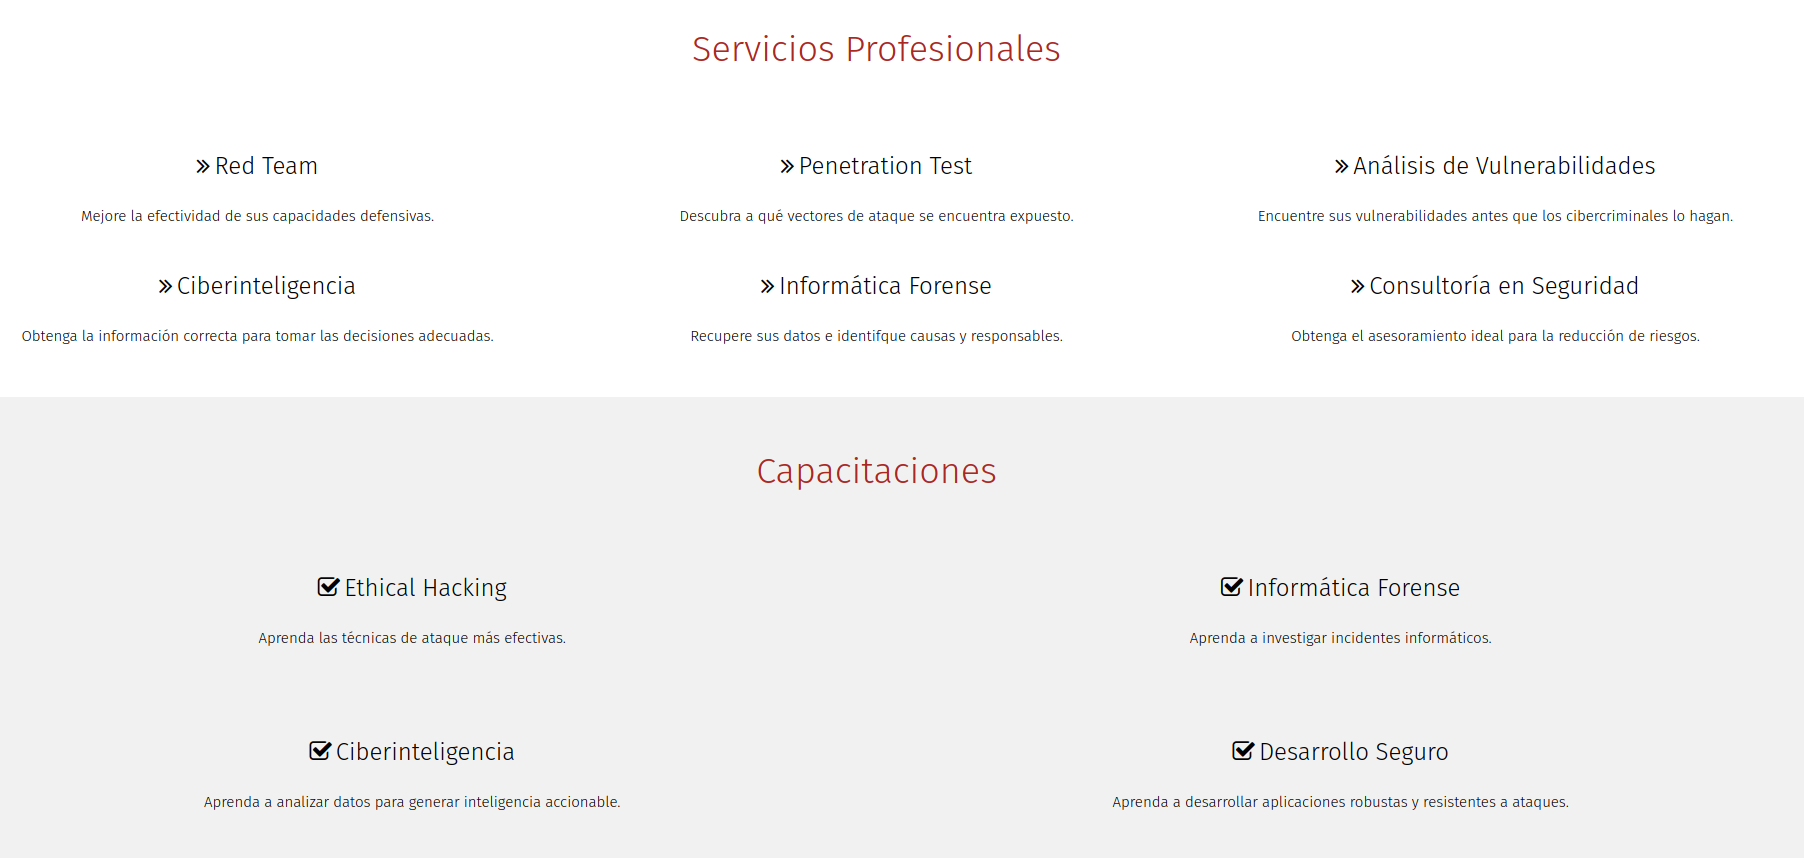 Servicios Profesionales
Red Team
Penetration Test
Análisis de Vulnerabilidades
Mejore la efectividad de sus capacidades defensivas.
Descubra a qué vectores de ataque se encuentra expuesto.
Encuentre sus vulnerabilidades antes que los cibercriminales lo hagan.
Ciberinteligencia
Informática Forense
Consultoría en Seguridad
Obtenga la información correcta para tomar las decisiones adecuadas.
Recupere sus datos e identifque causas y responsables.
Obtenga el asesoramiento ideal para la reducción de riesgos.
Capacitaciones
Ethical Hacking
Informática Forense
Aprenda las técnicas de ataque más efectivas.
Aprenda a investigar incidentes informáticos.
Ciberinteligencia
Desarrollo Seguro
Aprenda a analizar datos para generar inteligencia accionable.
Aprenda a desarrollar aplicaciones robustas y resistentes a ataques.